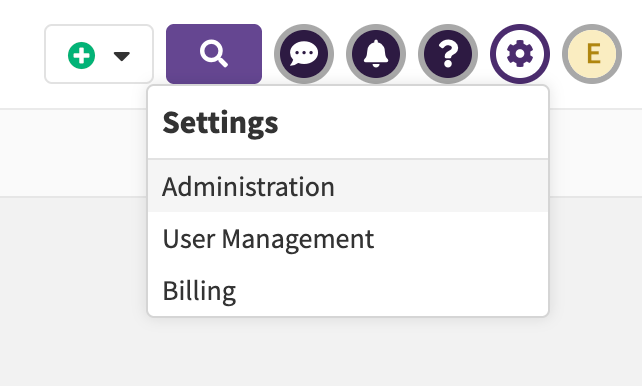 E
Settings
Administration
User Management
Billing